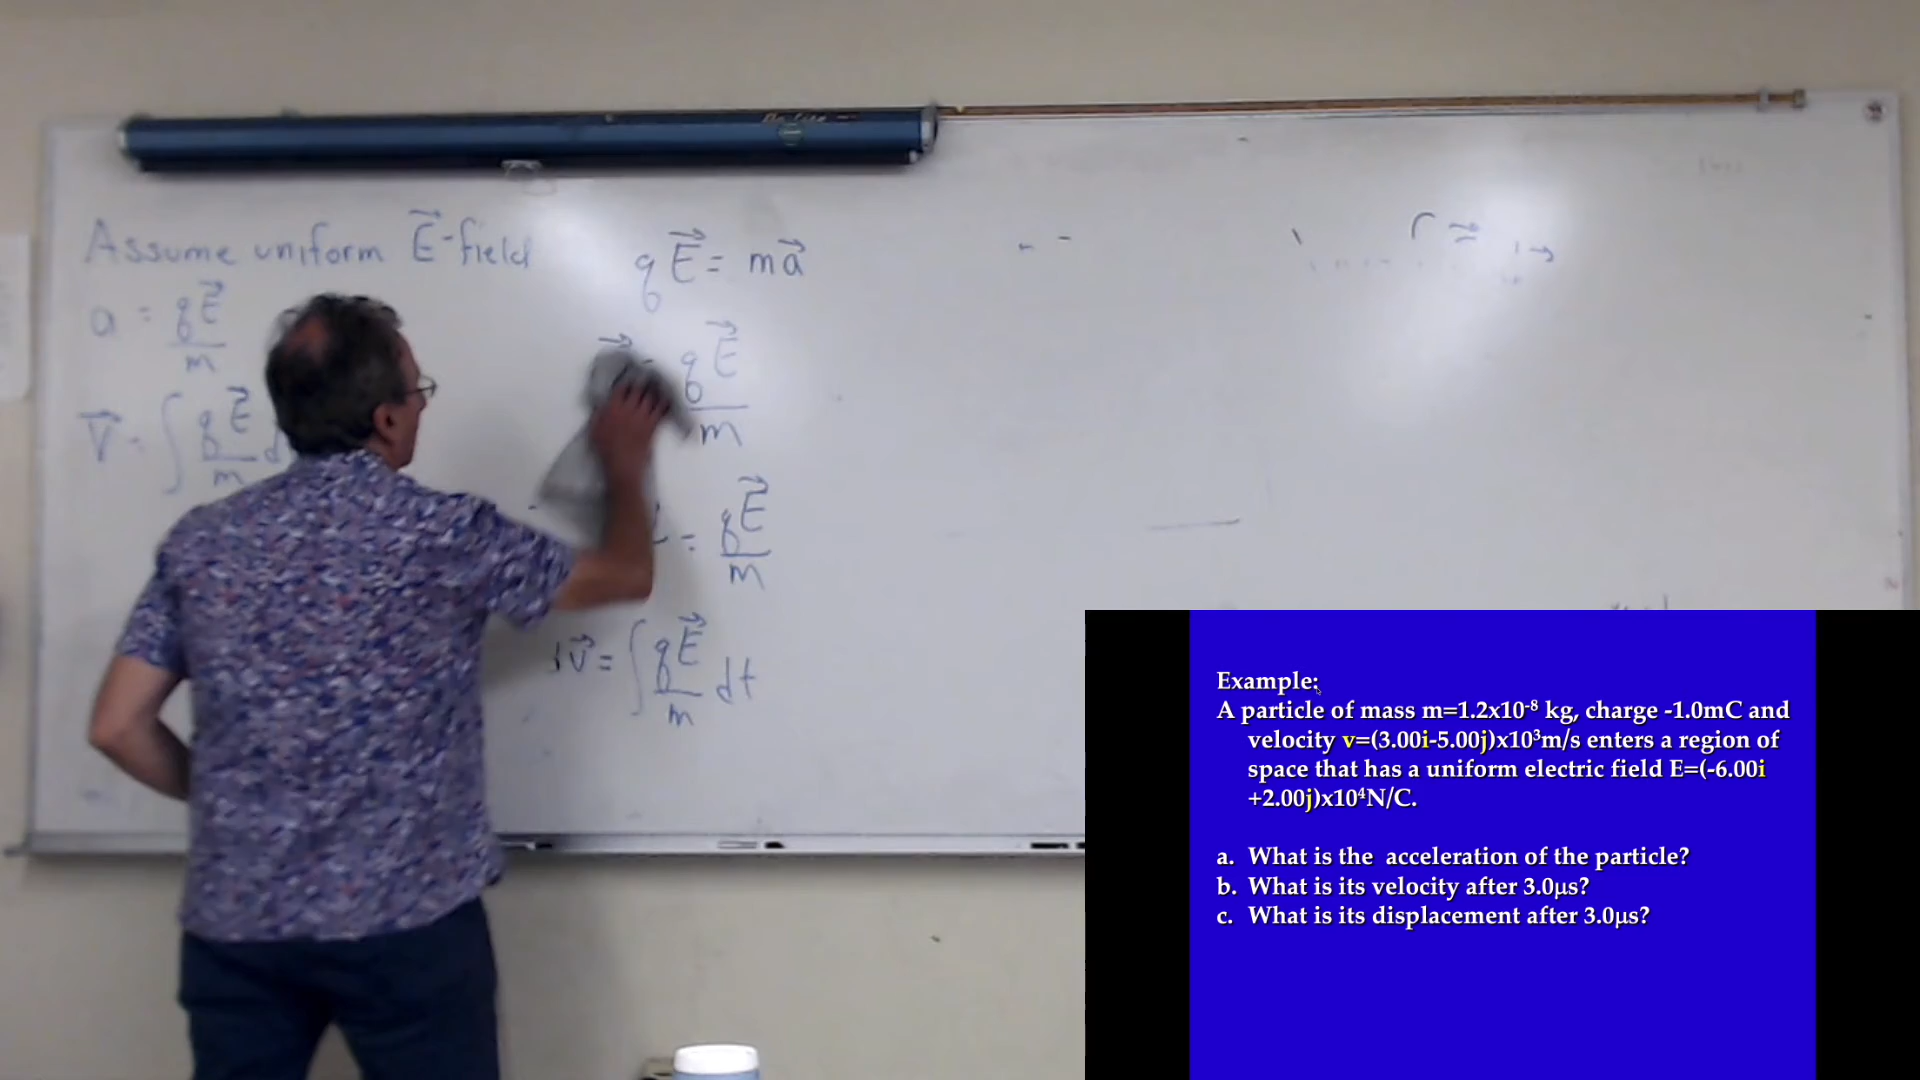 Assume uniform E⃗-field
a = qE⃗/m
V⃗ = ∫ qE⃗/m d
qE⃗ = ma⃗
qE⃗/m
= qE⃗/m
dv⃗ = ∫ qE⃗/m dt
r
Example:
A particle of mass m=1.2x10⁻⁸ kg, charge -1.0mC and
velocity v=(3.00i-5.00j)x10³m/s enters a region of
space that has a uniform electric field E=(-6.00i
+2.00j)x10⁴N/C.
a. What is the acceleration of the particle?
b. What is its velocity after 3.0μs?
c. What is its displacement after 3.0μs?